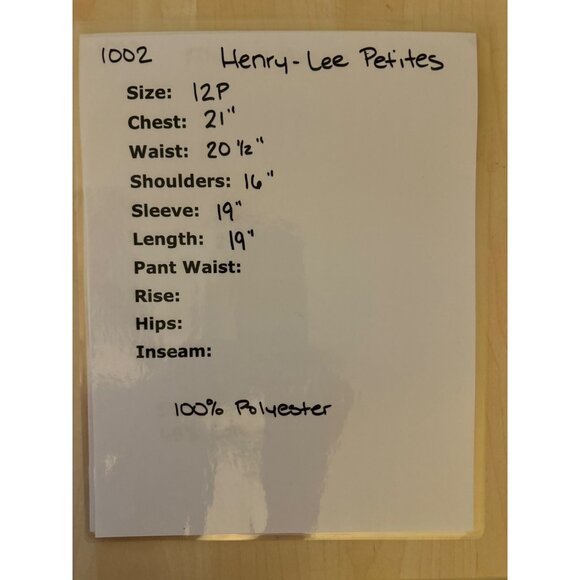 1002 Henry-Lee Petites
Size: 12P
Chest: 21"
Waist: 20 1/2"
Shoulders: 16"
Sleeve: 19"
Length: 19"
Pant Waist:
Rise:
Hips:
Inseam:
100% Polyester